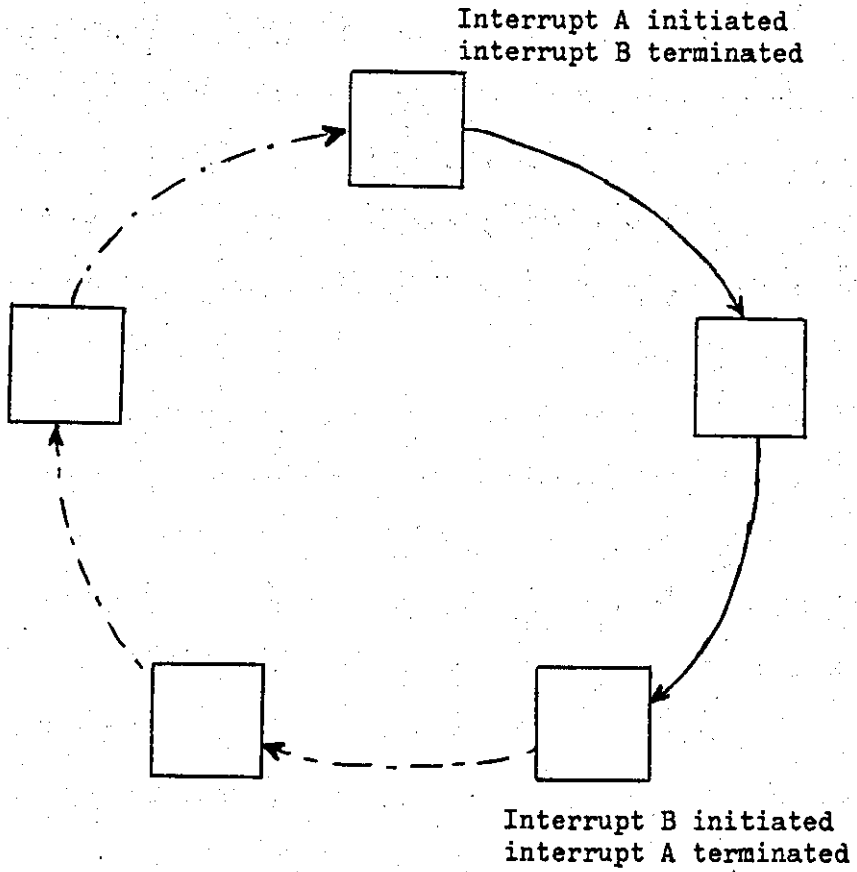 Interrupt A initiated
interrupt B terminated
Interrupt B initiated
interrupt A terminated